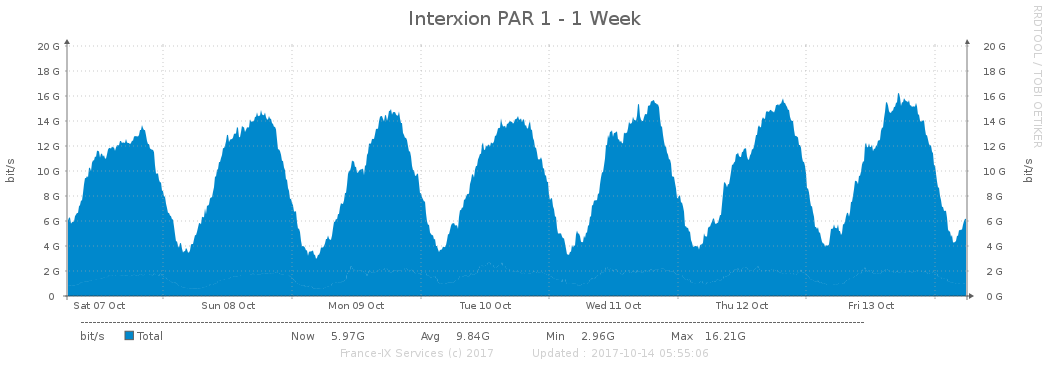 Interxion PAR 1 - 1 Week
RRDTOOL / TOBI OETIKER
bit/s
20 G
18 G
16 G
14 G
12 G
10 G
8 G
6 G
4 G
2 G
0
20 G
18 G
16 G
14 G
12 G
10 G
8 G
6 G
4 G
2 G
0 G
bit/s
Sat 07 Oct Sun 08 Oct Mon 09 Oct Tue 10 Oct Wed 11 Oct Thu 12 Oct Fri 13 Oct
bit/s Total Now 5.97G Avg 9.84G Min 2.96G Max 16.21G
France-IX Services (c) 2017 Updated : 2017-10-14 05:55:06